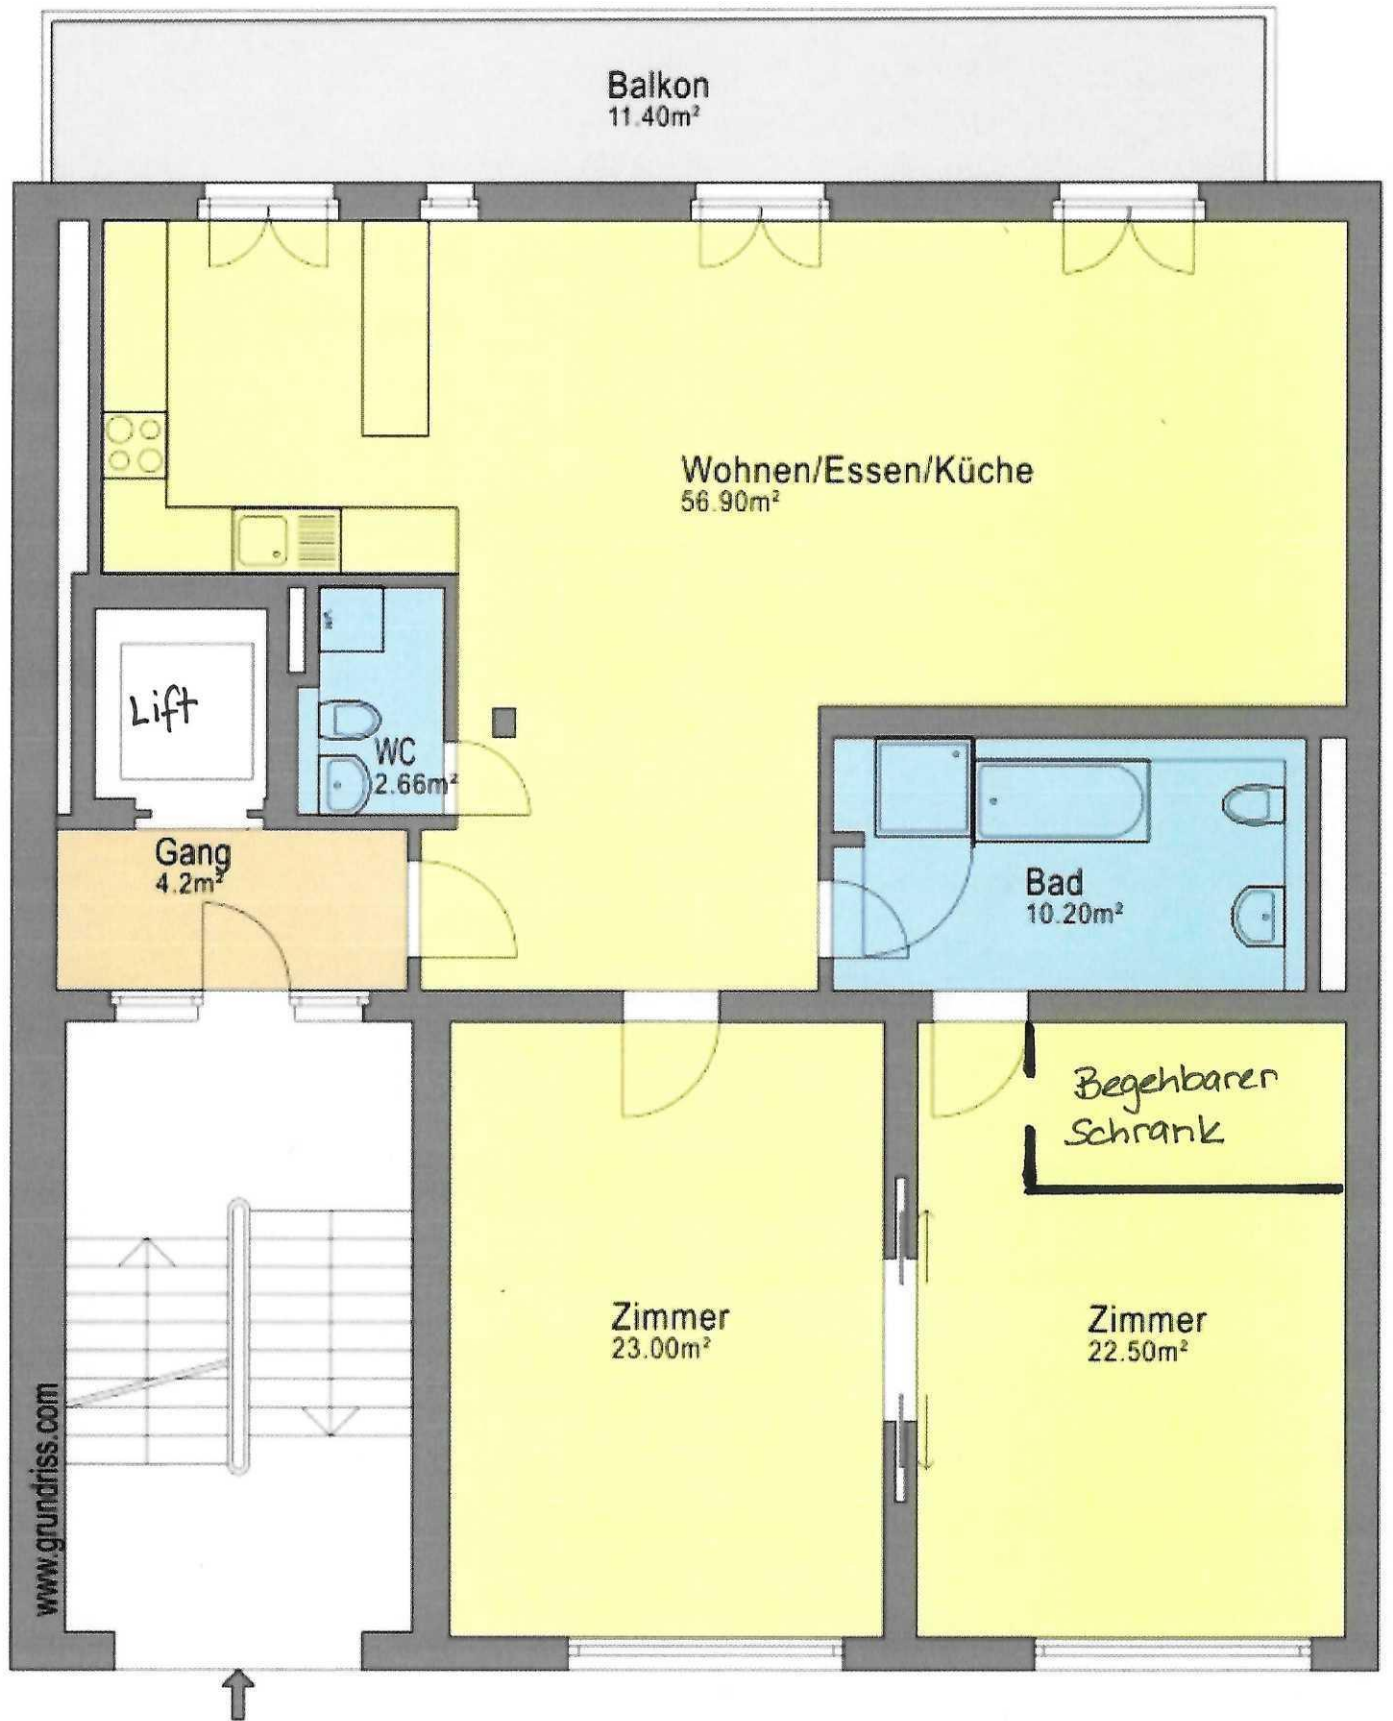 Balkon
11.40m²
Wohnen/Essen/Küche
56.90m²
Lift
WC
2.66m²
Gang
4.2m²
Bad
10.20m²
Begehbarer
Schrank
Zimmer
23.00m²
Zimmer
22.50m²
www.grundriss.com